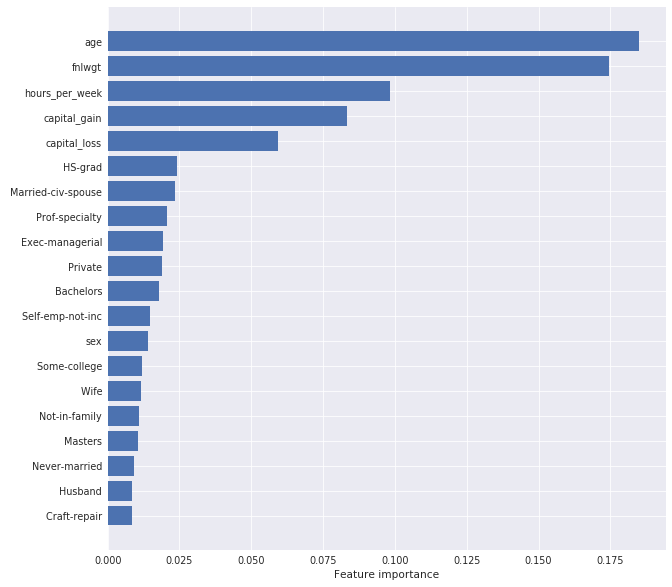 age
fnlwgt
hours_per_week
capital_gain
capital_loss
HS-grad
Married-civ-spouse
Prof-specialty
Exec-managerial
Private
Bachelors
Self-emp-not-inc
sex
Some-college
Wife
Not-in-family
Masters
Never-married
Husband
Craft-repair
0.000 0.025 0.050 0.075 0.100 0.125 0.150 0.175
Feature importance